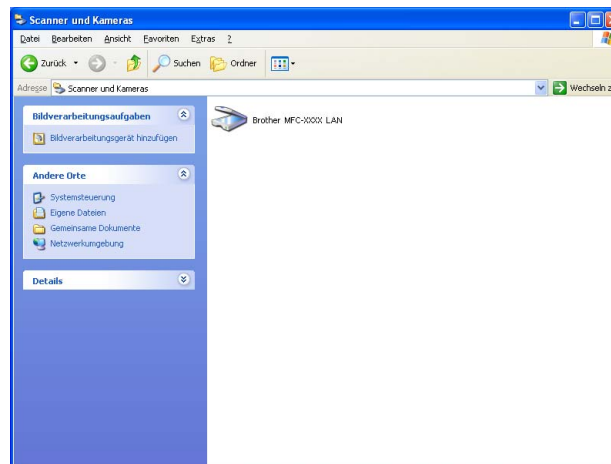 Scanner und Kameras
Datei Bearbeiten Ansicht Favoriten Extras ?
Zurück Suchen Ordner
Adresse Scanner und Kameras Wechseln z
Bildverarbeitungsaufgaben
Bildverarbeitungsgerät hinzufügen
Brother MFC-XXXX LAN
Andere Orte
Systemsteuerung
Eigene Dateien
Gemeinsame Dokumente
Netzwerkumgebung
Details